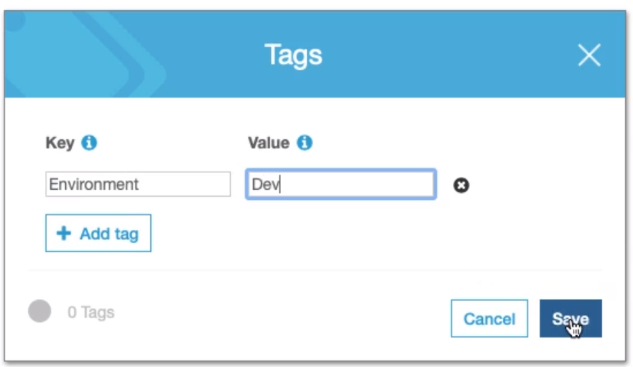 Tags
Key Value
Environment Dev
+ Add tag
0 Tags
Cancel Save